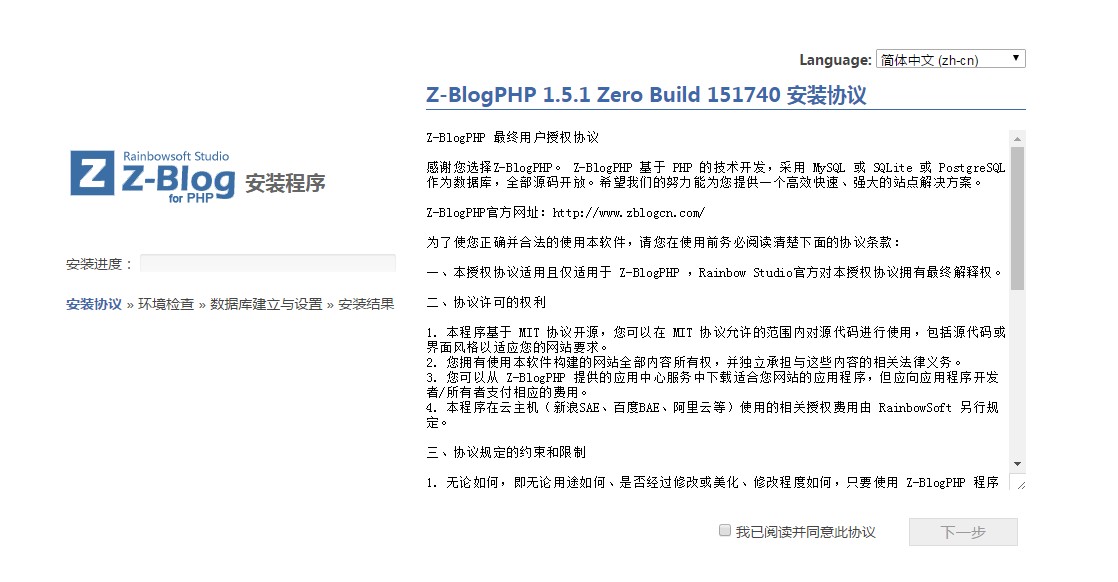 Language: 简体中文 (zh-cn)
Z-BlogPHP 1.5.1 Zero Build 151740 安装协议
Rainbowsoft Studio
Z-Blog
for PHP
安装程序
安装进度：
安装协议 » 环境检查 » 数据库建立与设置 » 安装结果
Z-BlogPHP 最终用户授权协议
感谢您选择Z-BlogPHP。 Z-BlogPHP 基于 PHP 的技术开发，采用 MySQL 或 SQLite 或 PostgreSQL
作为数据库，全部源码开放。希望我们的努力能为您提供一个高效快速、强大的站点解决方案。
Z-BlogPHP官方网址：http://www.zblogcn.com/
为了使您正确并合法的使用本软件，请您在使用前务必阅读清楚下面的协议条款：
一、本授权协议适用且仅适用于 Z-BlogPHP ，Rainbow Studio官方对本授权协议拥有最终解释权。
二、协议许可的权利
1. 本程序基于 MIT 协议开源，您可以在 MIT 协议允许的范围内对源代码进行使用，包括源代码或
界面风格以适应您的网站要求。
2. 您拥有使用本软件构建的网站全部内容所有权，并独立承担与这些内容的相关法律义务。
3. 您可以从 Z-BlogPHP 提供的应用中心服务中下载适合您网站的应用程序，但应向应用程序开发
者/所有者支付相应的费用。
4. 本程序在云主机（新浪SAE、百度BAE、阿里云等）使用的相关授权费用由 RainbowSoft 另行规
定。
三、协议规定的约束和限制
1. 无论如何，即无论用途如何、是否经过修改或美化、修改程度如何，只要使用 Z-BlogPHP 程序
我已阅读并同意此协议
下一步